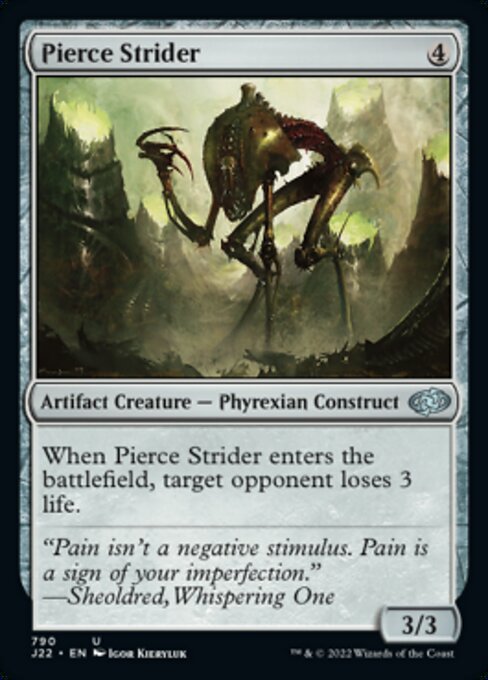 Pierce Strider 4
Artifact Creature — Phyrexian Construct
When Pierce Strider enters the
battlefield, target opponent loses 3
life.
“Pain isn’t a negative stimulus. Pain is
a sign of your imperfection.”
—Sheoldred, Whispering One
3/3
790 U
J22 • EN Igor Kieryluk
™ & © 2022 Wizards of the Coast